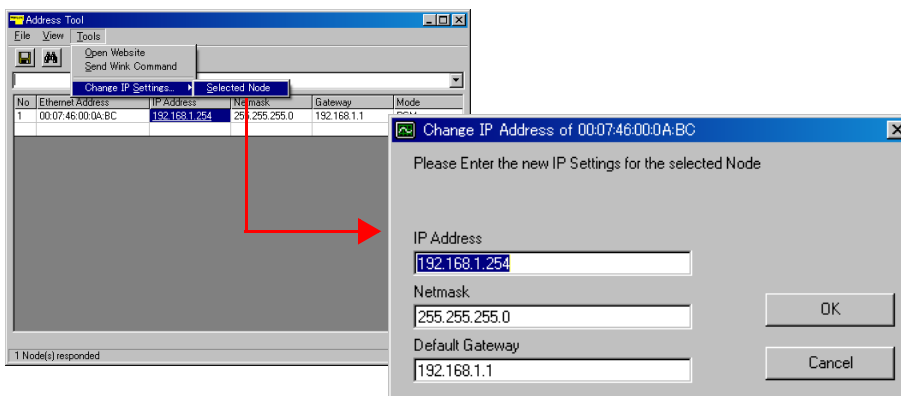 Address Tool
File View Tools
Open Website
Send Wink Command
Change IP Settings... Selected Node
No Ethernet Address IP Address Netmask Gateway Mode
1 00:07:46:00:0A:BC 192.168.1.254 255.255.255.0 192.168.1.1
1 Node(s) responded
Change IP Address of 00:07:46:00:0A:BC
Please Enter the new IP Settings for the selected Node
IP Address
192.168.1.254
Netmask
255.255.255.0
OK
Default Gateway
192.168.1.1
Cancel